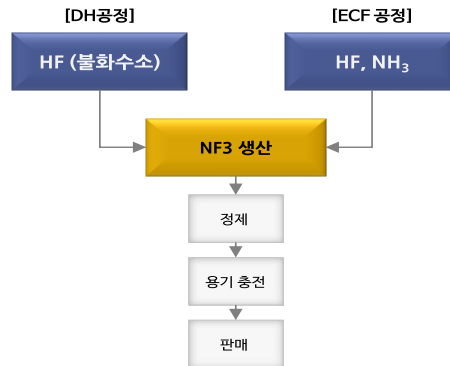 [DH공정]
[ECF 공정]
HF (불화수소)
HF, NH₃
NF3 생산
정제
용기 충전
판매